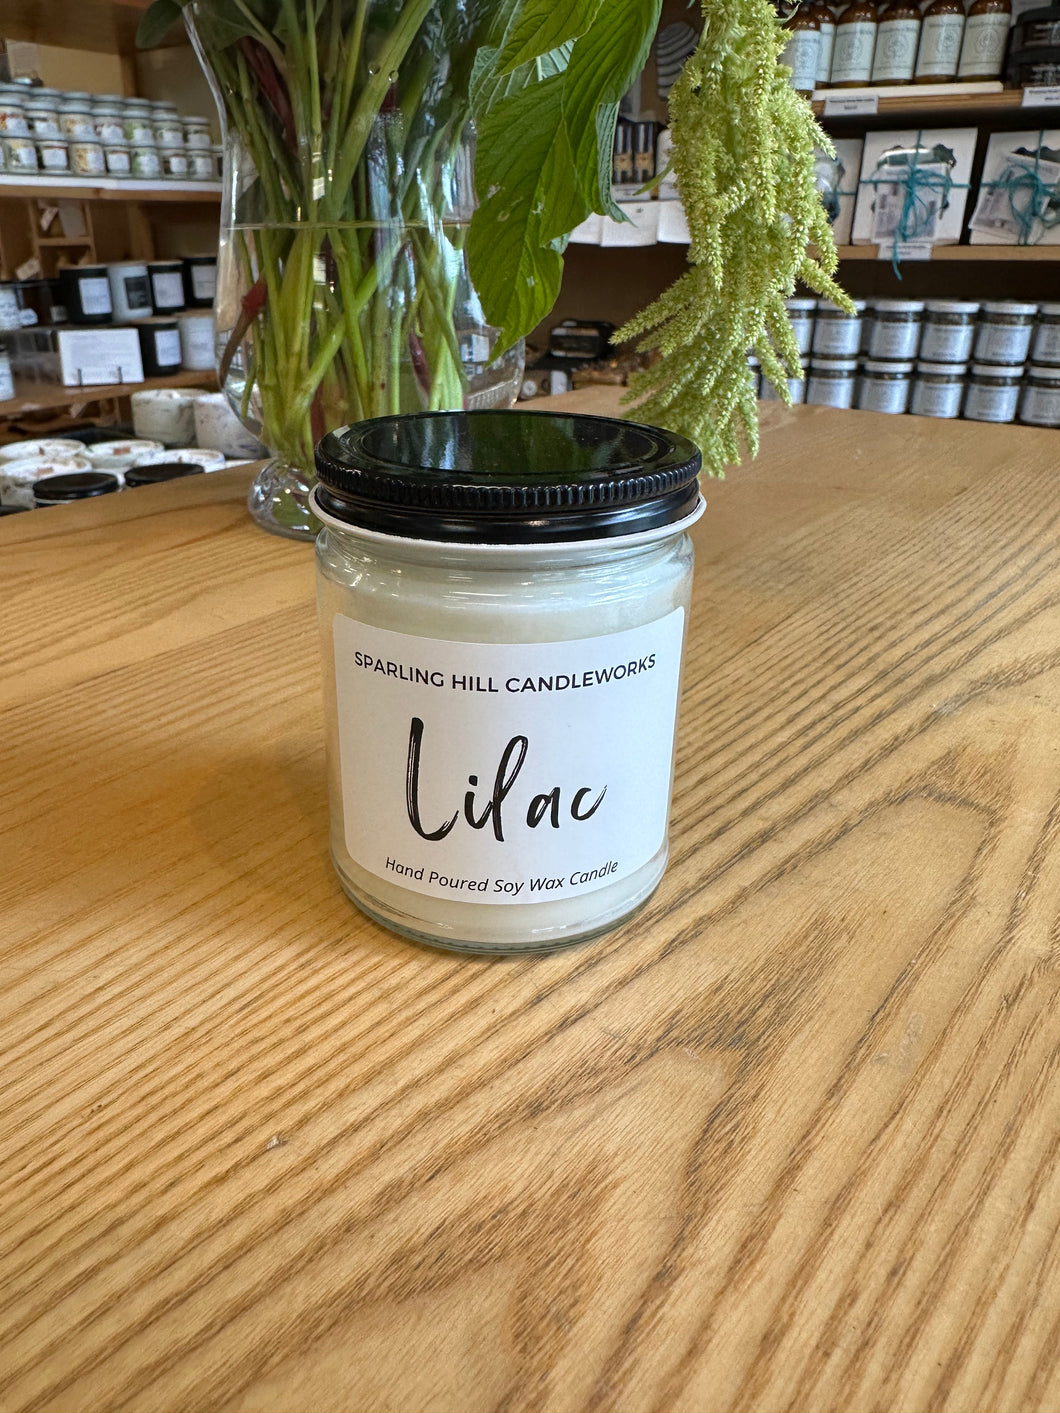 SPARLING HILL CANDLEWORKS
Lilac
Hand Poured Soy Wax Candle